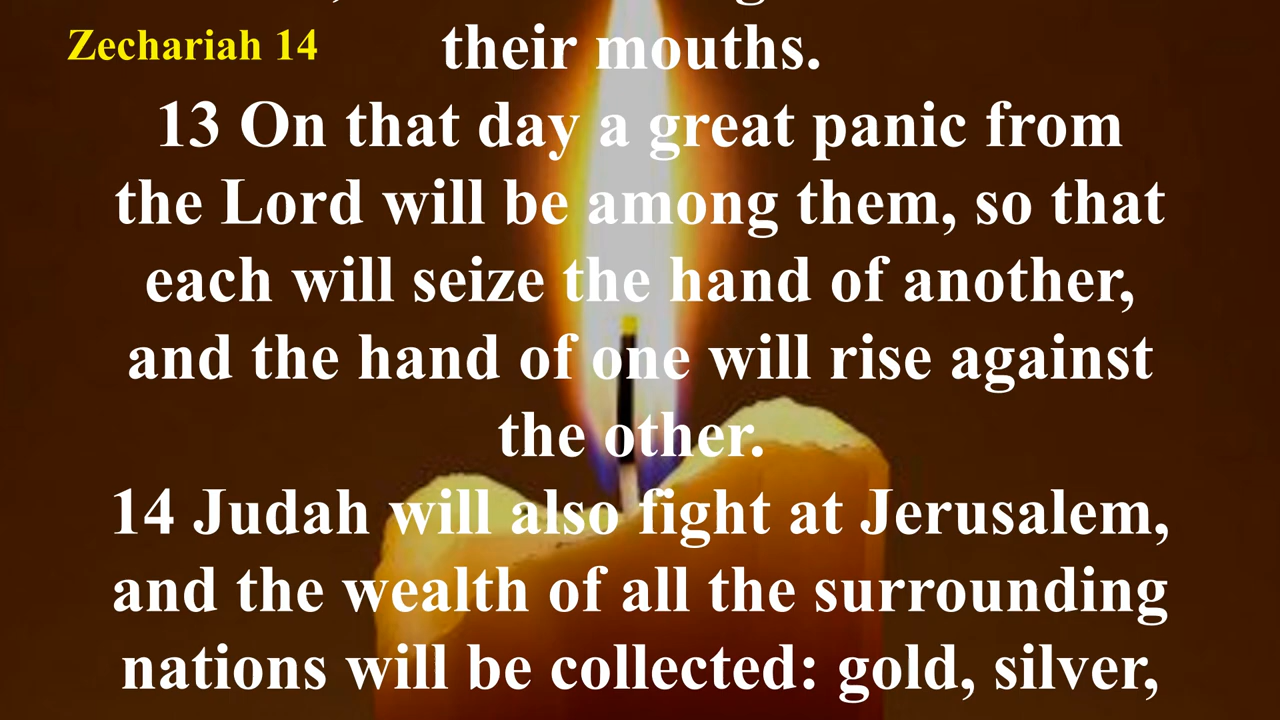 Zechariah 14
their mouths.
13 On that day a great panic from
the Lord will be among them, so that
each will seize the hand of another,
and the hand of one will rise against
the other.
14 Judah will also fight at Jerusalem,
and the wealth of all the surrounding
nations will be collected: gold, silver,